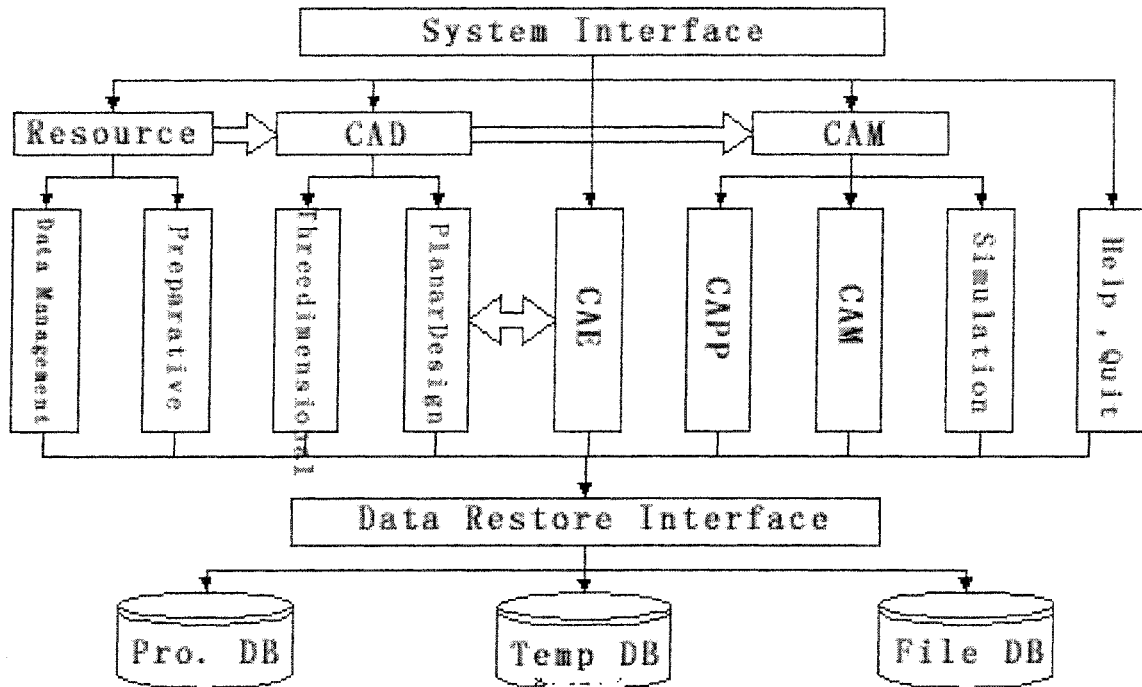 System Interface
Resource
CAD
CAM
Data Management
Preparative
Threedimensional
PlanarDesign
CAE
CAPP
CAM
Simulation
Help ,Quit
Data Restore Interface
Pro. DB
Temp DB
File DB